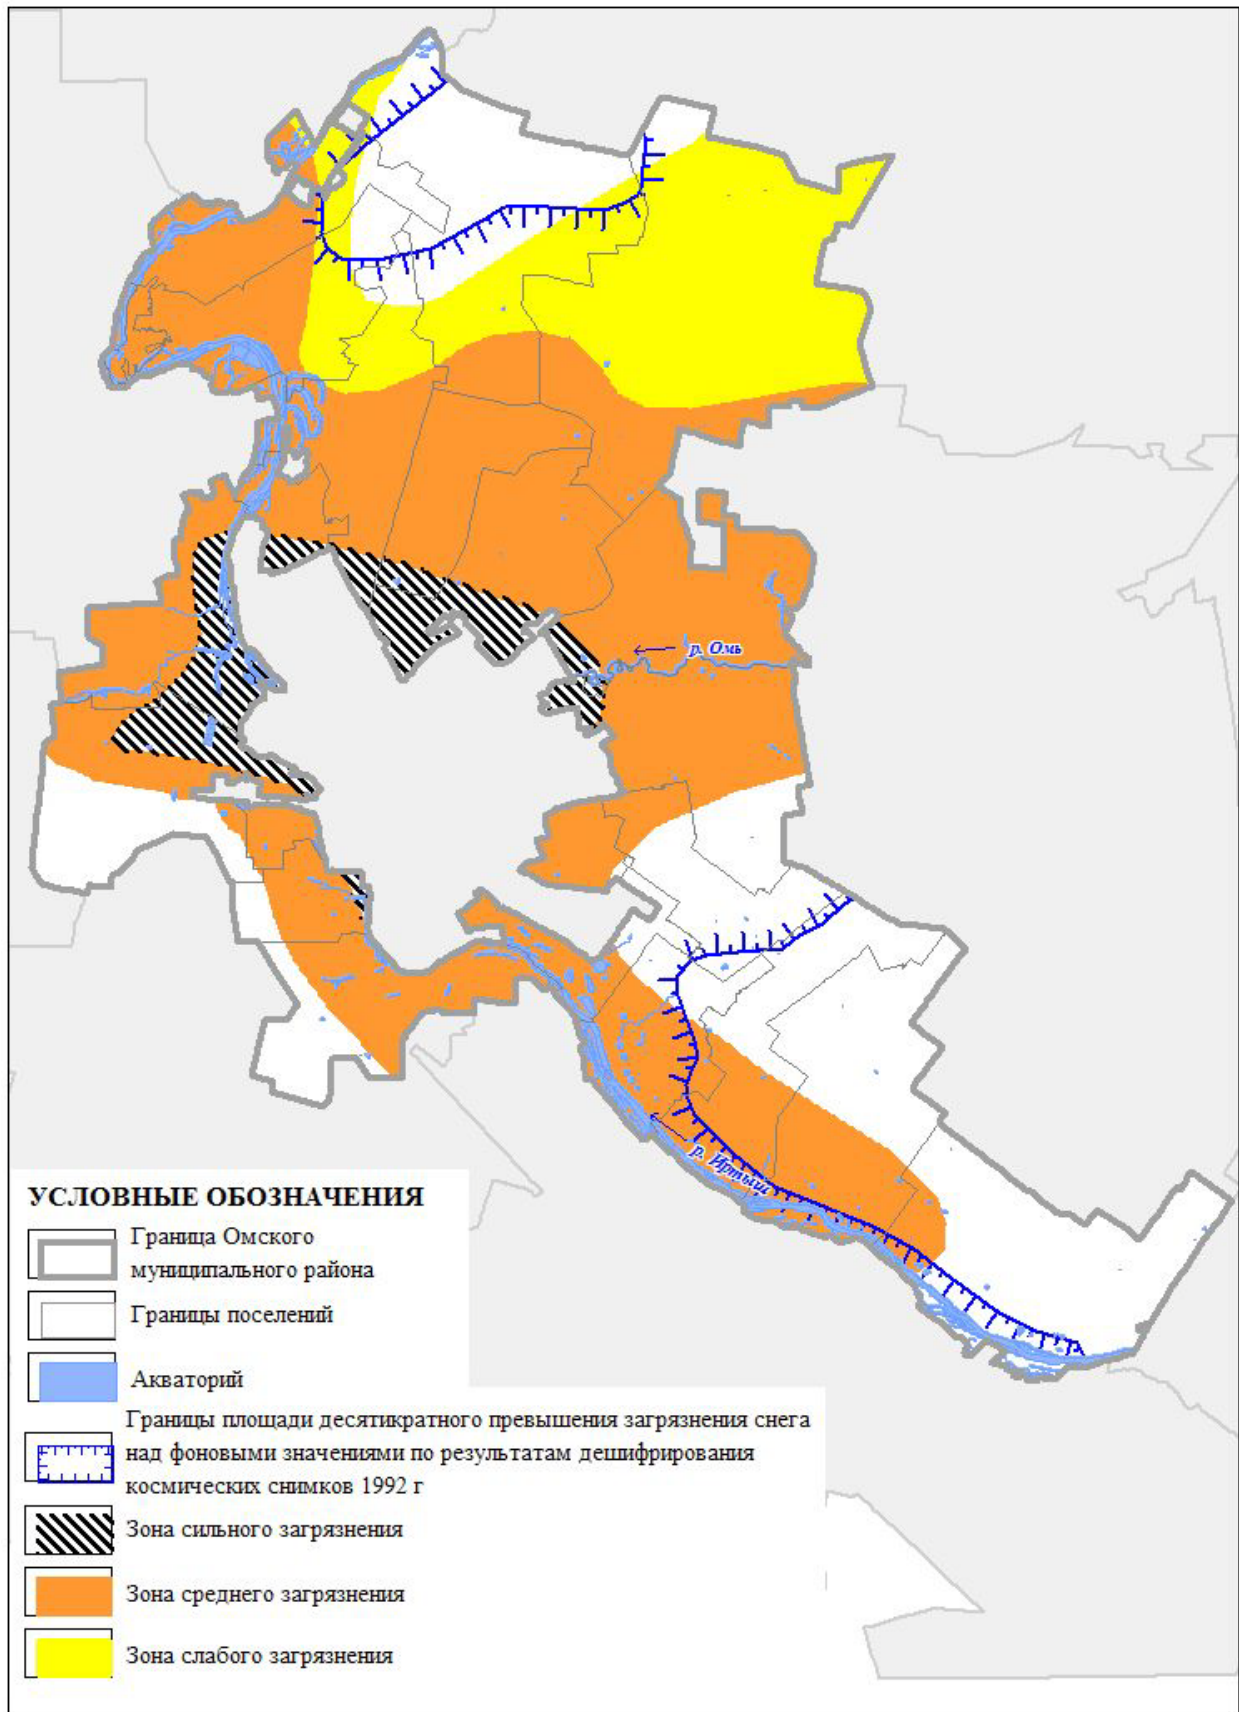 р. Омь
р. Иртыш
УСЛОВНЫЕ ОБОЗНАЧЕНИЯ
Граница Омского
муниципального района
Границы поселений
Акваторий
Границы площади десятикратного превышения загрязнения снега
над фоновыми значениями по результатам дешифрирования
космических снимков 1992 г
Зона сильного загрязнения
Зона среднего загрязнения
Зона слабого загрязнения